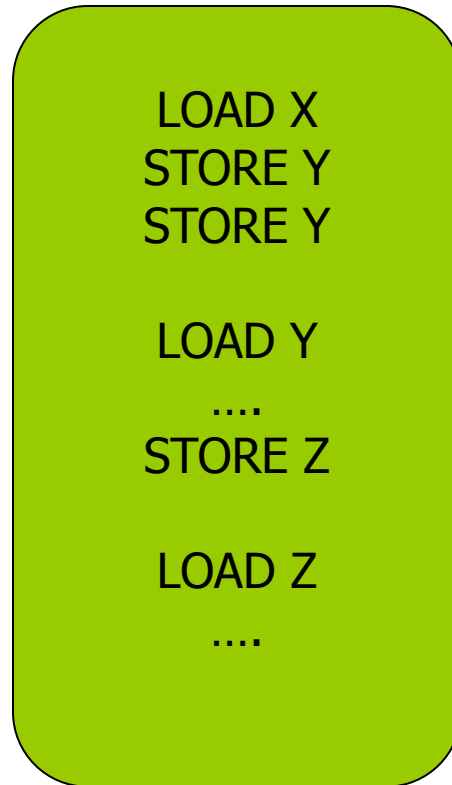 LOAD X
STORE Y
STORE Y
LOAD Y
....
STORE Z
LOAD Z
....